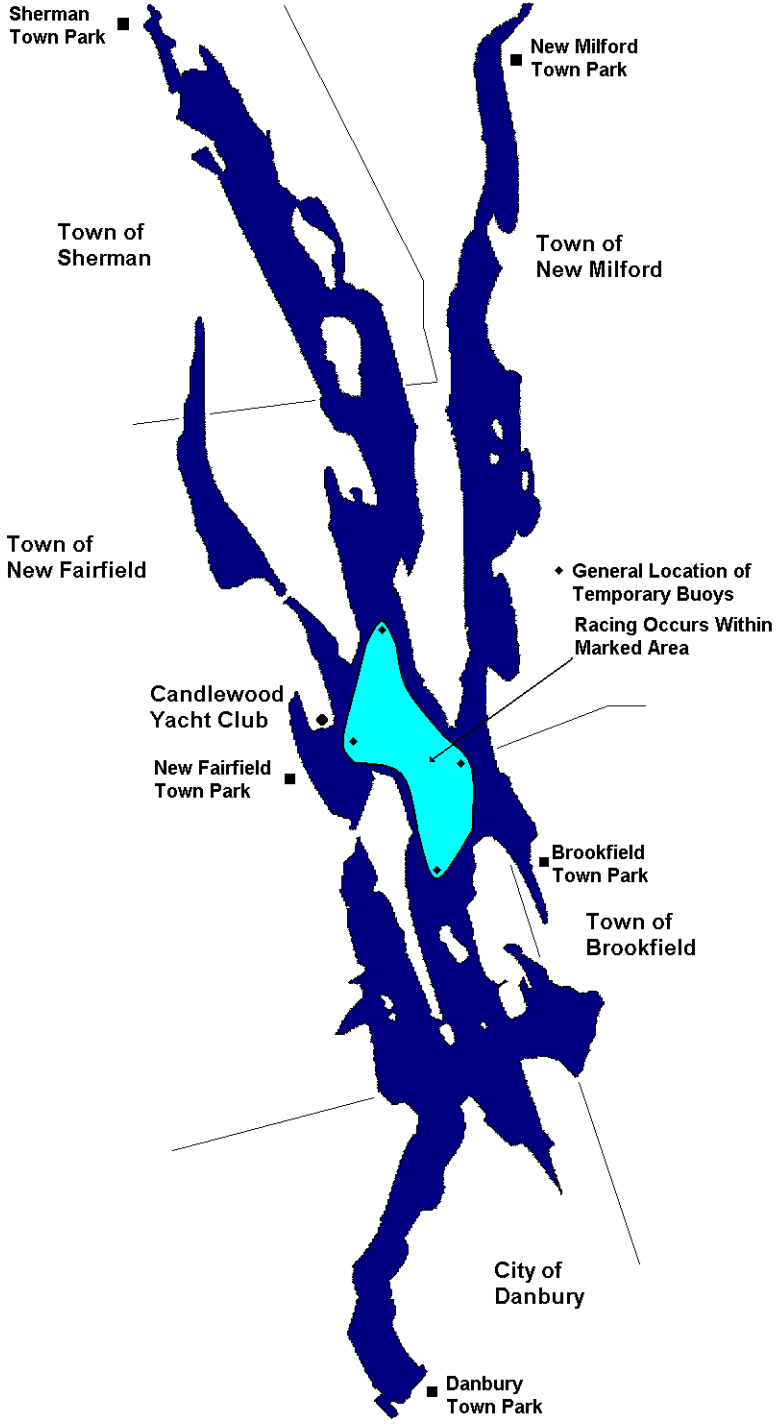 Sherman
Town Park
New Milford
Town Park
Town of
Sherman
Town of
New Milford
Town of
New Fairfield
General Location of
Temporary Buoys
Racing Occurs Within
Marked Area
Candlewood
Yacht Club
New Fairfield
Town Park
Brookfield
Town Park
Town of
Brookfield
City of
Danbury
Danbury
Town Park